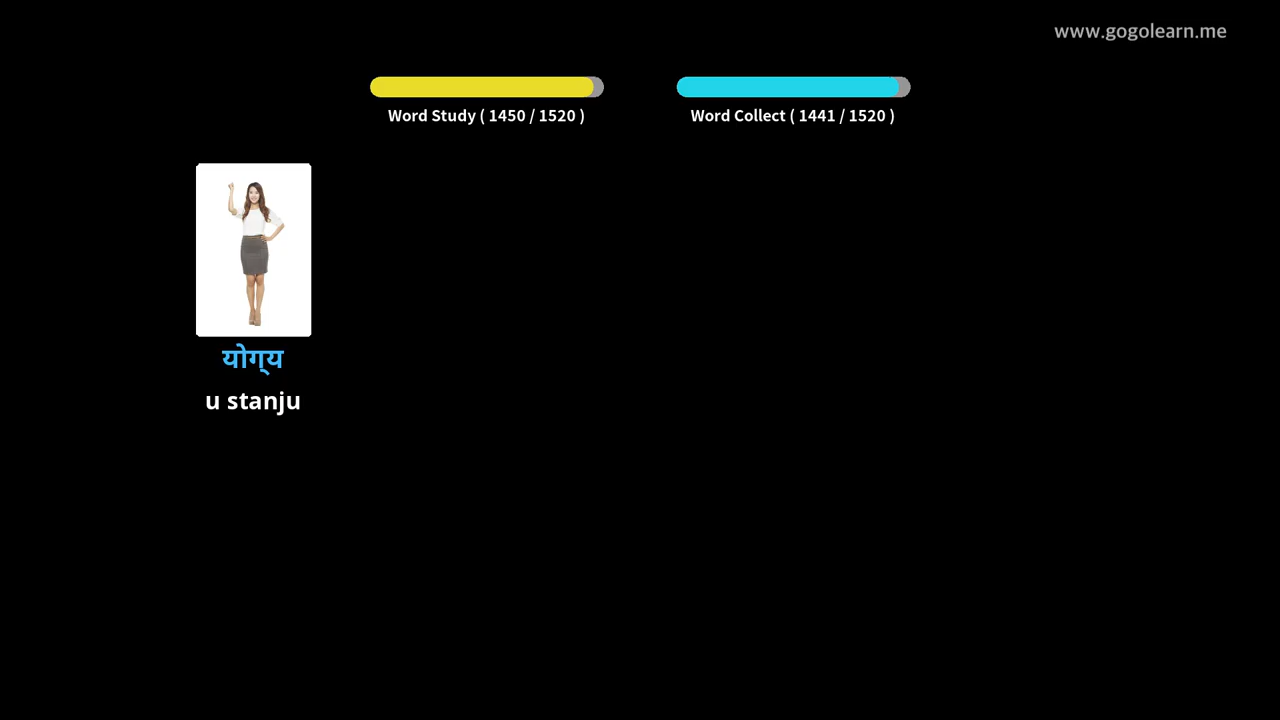 www.gogolearn.me
Word Study ( 1450 / 1520 )
Word Collect ( 1441 / 1520 )
योग्य
u stanju